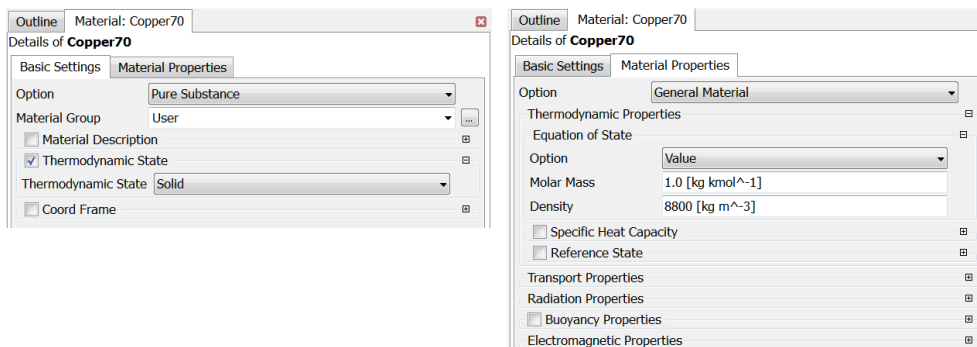 Outline Material: Copper70
Details of Copper70
Basic Settings Material Properties
Option Pure Substance
Material Group User ...
Material Description
Thermodynamic State
Thermodynamic State Solid
Coord Frame
Outline Material: Copper70
Details of Copper70
Basic Settings Material Properties
Option General Material
Thermodynamic Properties
Equation of State
Option Value
Molar Mass 1.0 [kg kmol^-1]
Density 8800 [kg m^-3]
Specific Heat Capacity
Reference State
Transport Properties
Radiation Properties
Buoyancy Properties
Electromagnetic Properties